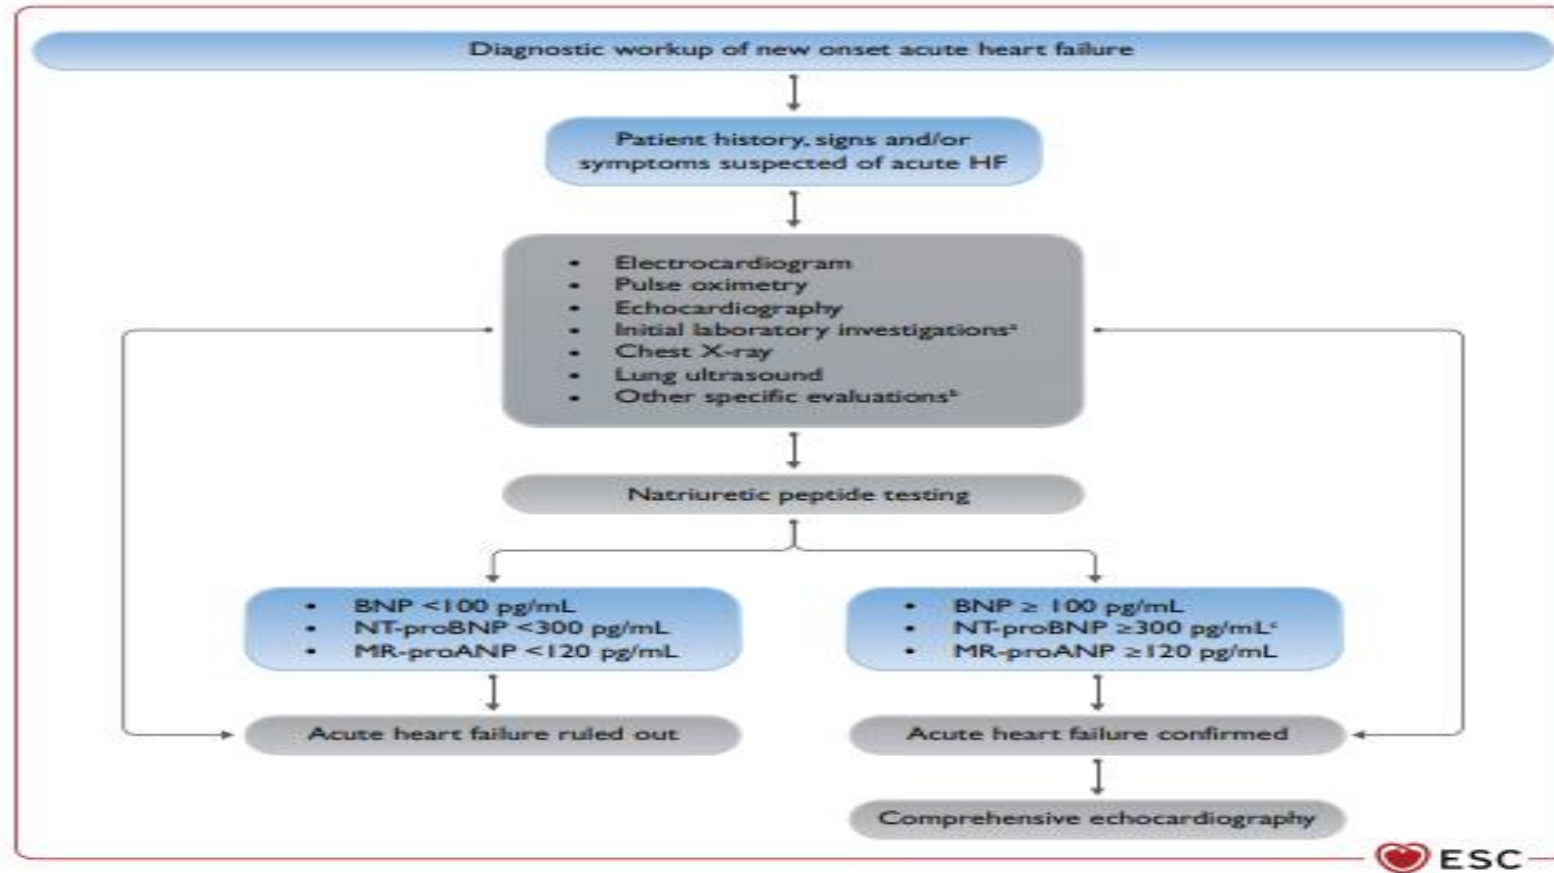 Diagnostic workup of new onset acute heart failure
Patient history, signs and/or
symptoms suspected of acute HF
• Electrocardiogram
• Pulse oximetry
• Echocardiography
• Initial laboratory investigationsᵃ
• Chest X-ray
• Lung ultrasound
• Other specific evaluationsᵇ
Natriuretic peptide testing
• BNP <100 pg/mL
• NT-proBNP <300 pg/mL
• MR-proANP <120 pg/mL
• BNP ≥ 100 pg/mL
• NT-proBNP ≥300 pg/mLᶜ
• MR-proANP ≥120 pg/mL
Acute heart failure ruled out
Acute heart failure confirmed
Comprehensive echocardiography
ESC